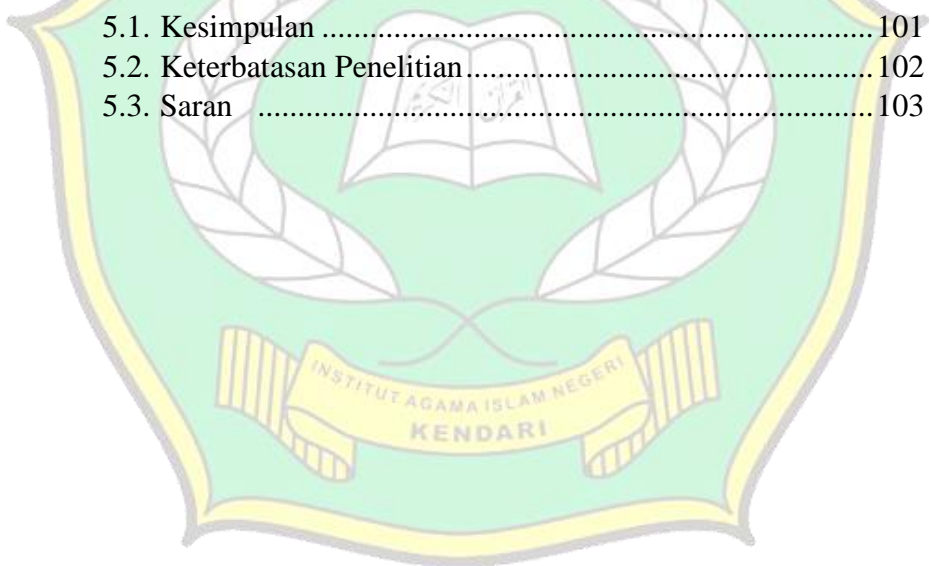 5.1. Kesimpulan .................................................................... 101
5.2. Keterbatasan Penelitian .................................................. 102
5.3. Saran ............................................................................ 103
INSTITUT AGAMA ISLAM NEGERI
KENDARI